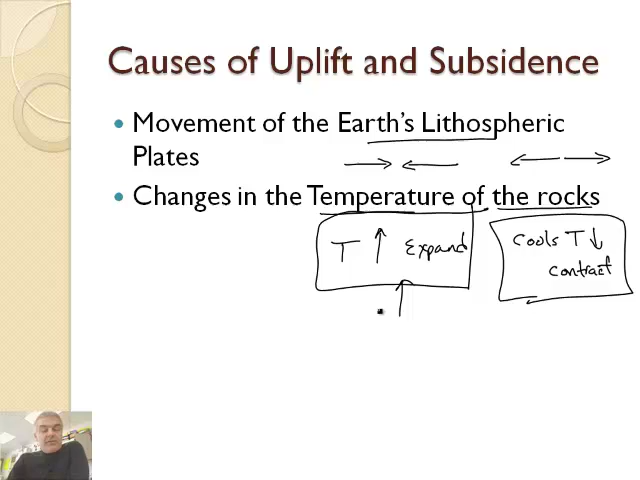 Causes of Uplift and Subsidence
Movement of the Earth's Lithospheric
Plates
Changes in the Temperature of the rocks
T ↑ Expand
Cools T ↓
contract